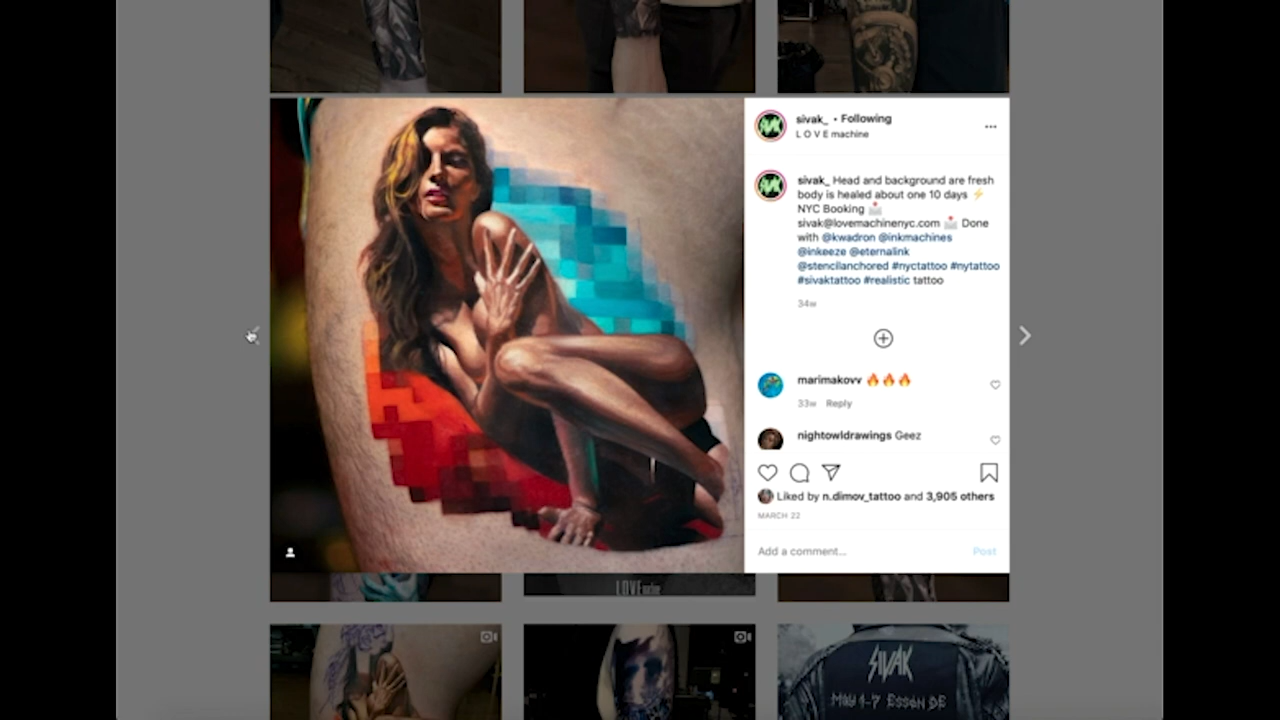 sivak_ • Following
L O V E machine
sivak_ Head and background are fresh
body is healed about one 10 days ⚡
NYC Booking 📩
sivak@lovemachinenyc.com 📩 Done
with @kwadron @inkmachines
@inkeeze @eternalink
@stencilanchored #nyctattoo #nytattoo
#sivaktattoo #realistic tattoo
34w
marimakovv 🔥🔥🔥
33w Reply
nightowldrawings Geez
Liked by n.dimov_tattoo and 3,905 others
MARCH 22
Add a comment... Post
LOVE machine
SIVAK
MAY 4-7 ESSEN DE